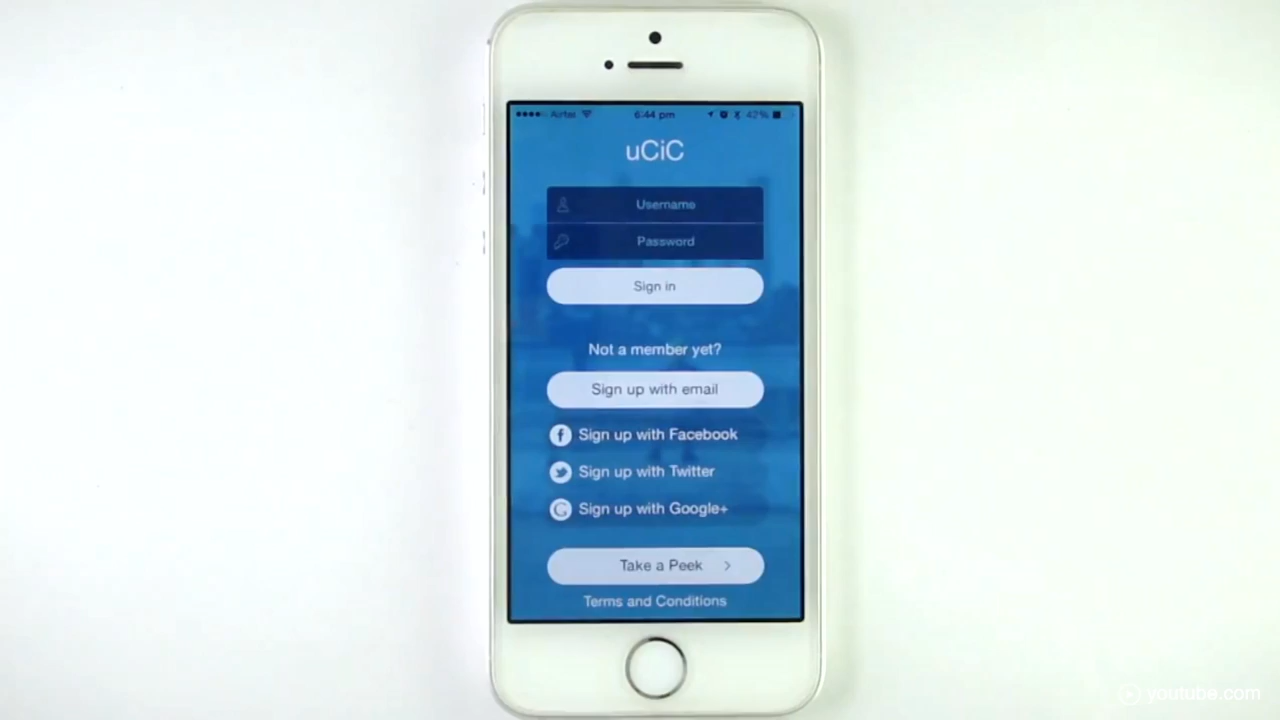 Airtel 6:44 pm 42%
uCiC
Username
Password
Sign in
Not a member yet?
Sign up with email
Sign up with Facebook
Sign up with Twitter
Sign up with Google+
Take a Peek
Terms and Conditions
youtube.com